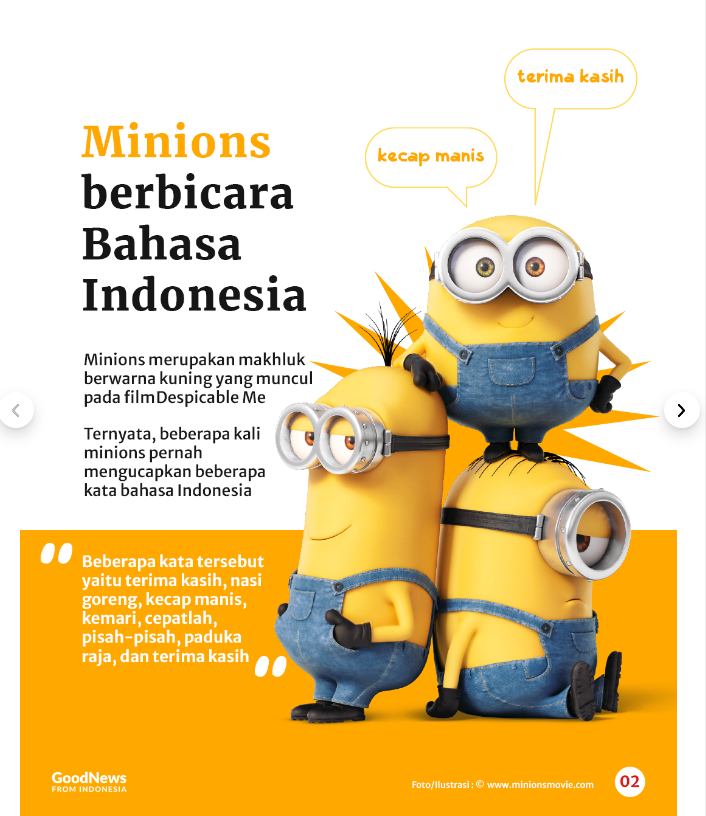 terima kasih
kecap manis
Minions
berbicara
Bahasa
Indonesia
Minions merupakan makhluk
berwarna kuning yang muncul
pada filmDespicable Me
Ternyata, beberapa kali
minions pernah
mengucapkan beberapa
kata bahasa Indonesia
"
Beberapa kata tersebut
yaitu terima kasih, nasi
goreng, kecap manis,
kemari, cepatlah,
pisah-pisah, paduka
raja, dan terima kasih
"
GoodNews
FROM INDONESIA
Foto/Ilustrasi : © www.minionsmovie.com
02